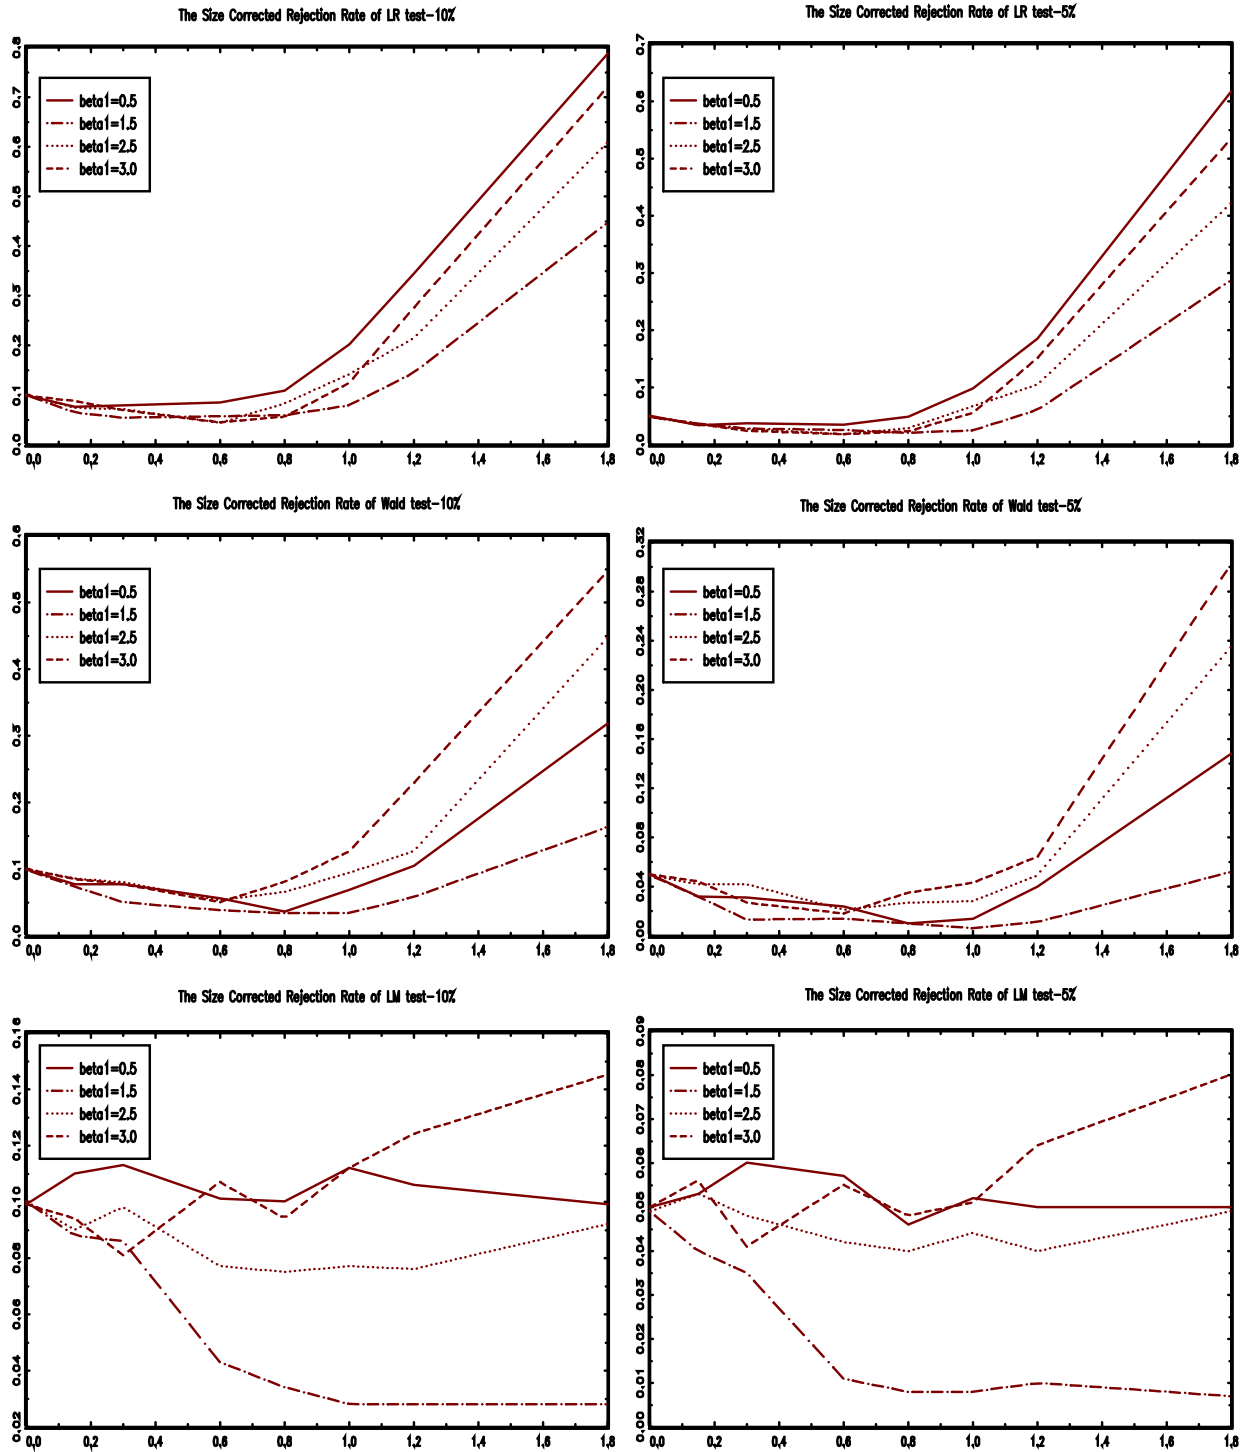 The Size Corrected Rejection Rate of LR test-10%
0.8
0.7
0.6
0.5
0.4
0.3
0.2
0.1
0.0
beta1=0.5
beta1=1.5
beta1=2.5
beta1=3.0
0.0 0.2 0.4 0.6 0.8 1.0 1.2 1.4 1.6 1.8
The Size Corrected Rejection Rate of LR test-5%
0.7
0.6
0.5
0.4
0.3
0.2
0.1
0.0
beta1=0.5
beta1=1.5
beta1=2.5
beta1=3.0
0.0 0.2 0.4 0.6 0.8 1.0 1.2 1.4 1.6 1.8
The Size Corrected Rejection Rate of Wald test-10%
0.6
0.5
0.4
0.3
0.2
0.1
0.0
beta1=0.5
beta1=1.5
beta1=2.5
beta1=3.0
0.0 0.2 0.4 0.6 0.8 1.0 1.2 1.4 1.6 1.8
The Size Corrected Rejection Rate of Wald test-5%
0.32
0.28
0.24
0.20
0.16
0.12
0.08
0.04
0.00
beta1=0.5
beta1=1.5
beta1=2.5
beta1=3.0
0.0 0.2 0.4 0.6 0.8 1.0 1.2 1.4 1.6 1.8
The Size Corrected Rejection Rate of LM test-10%
0.16
0.14
0.12
0.10
0.08
0.06
0.04
0.02
beta1=0.5
beta1=1.5
beta1=2.5
beta1=3.0
0.0 0.2 0.4 0.6 0.8 1.0 1.2 1.4 1.6 1.8
The Size Corrected Rejection Rate of LM test-5%
0.09
0.08
0.07
0.06
0.05
0.04
0.03
0.02
0.01
0.00
beta1=0.5
beta1=1.5
beta1=2.5
beta1=3.0
0.0 0.2 0.4 0.6 0.8 1.0 1.2 1.4 1.6 1.8